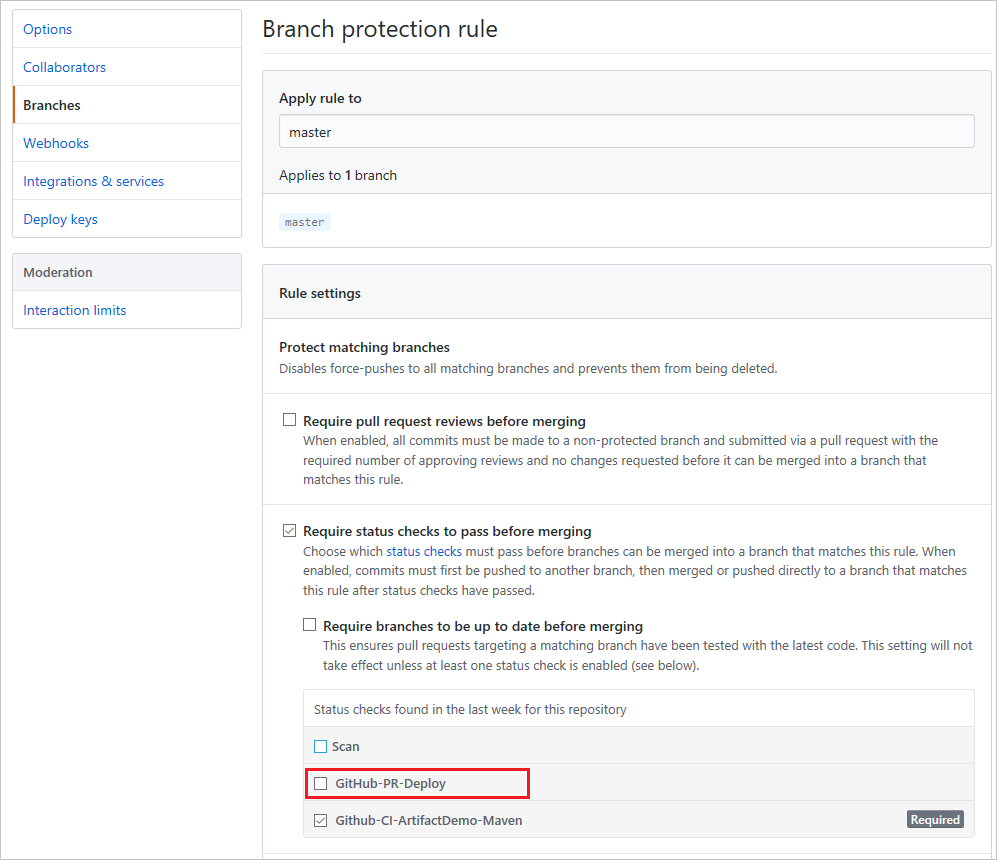 Options
Collaborators
Branches
Webhooks
Integrations & services
Deploy keys
Moderation
Interaction limits
Branch protection rule
Apply rule to
master
Applies to 1 branch
master
Rule settings
Protect matching branches
Disables force-pushes to all matching branches and prevents them from being deleted.
Require pull request reviews before merging
When enabled, all commits must be made to a non-protected branch and submitted via a pull request with the
required number of approving reviews and no changes requested before it can be merged into a branch that
matches this rule.
Require status checks to pass before merging
Choose which status checks must pass before branches can be merged into a branch that matches this rule. When
enabled, commits must first be pushed to another branch, then merged or pushed directly to a branch that matches
this rule after status checks have passed.
Require branches to be up to date before merging
This ensures pull requests targeting a matching branch have been tested with the latest code. This setting will not
take effect unless at least one status check is enabled (see below).
Status checks found in the last week for this repository
Scan
GitHub-PR-Deploy
Github-CI-ArtifactDemo-Maven Required